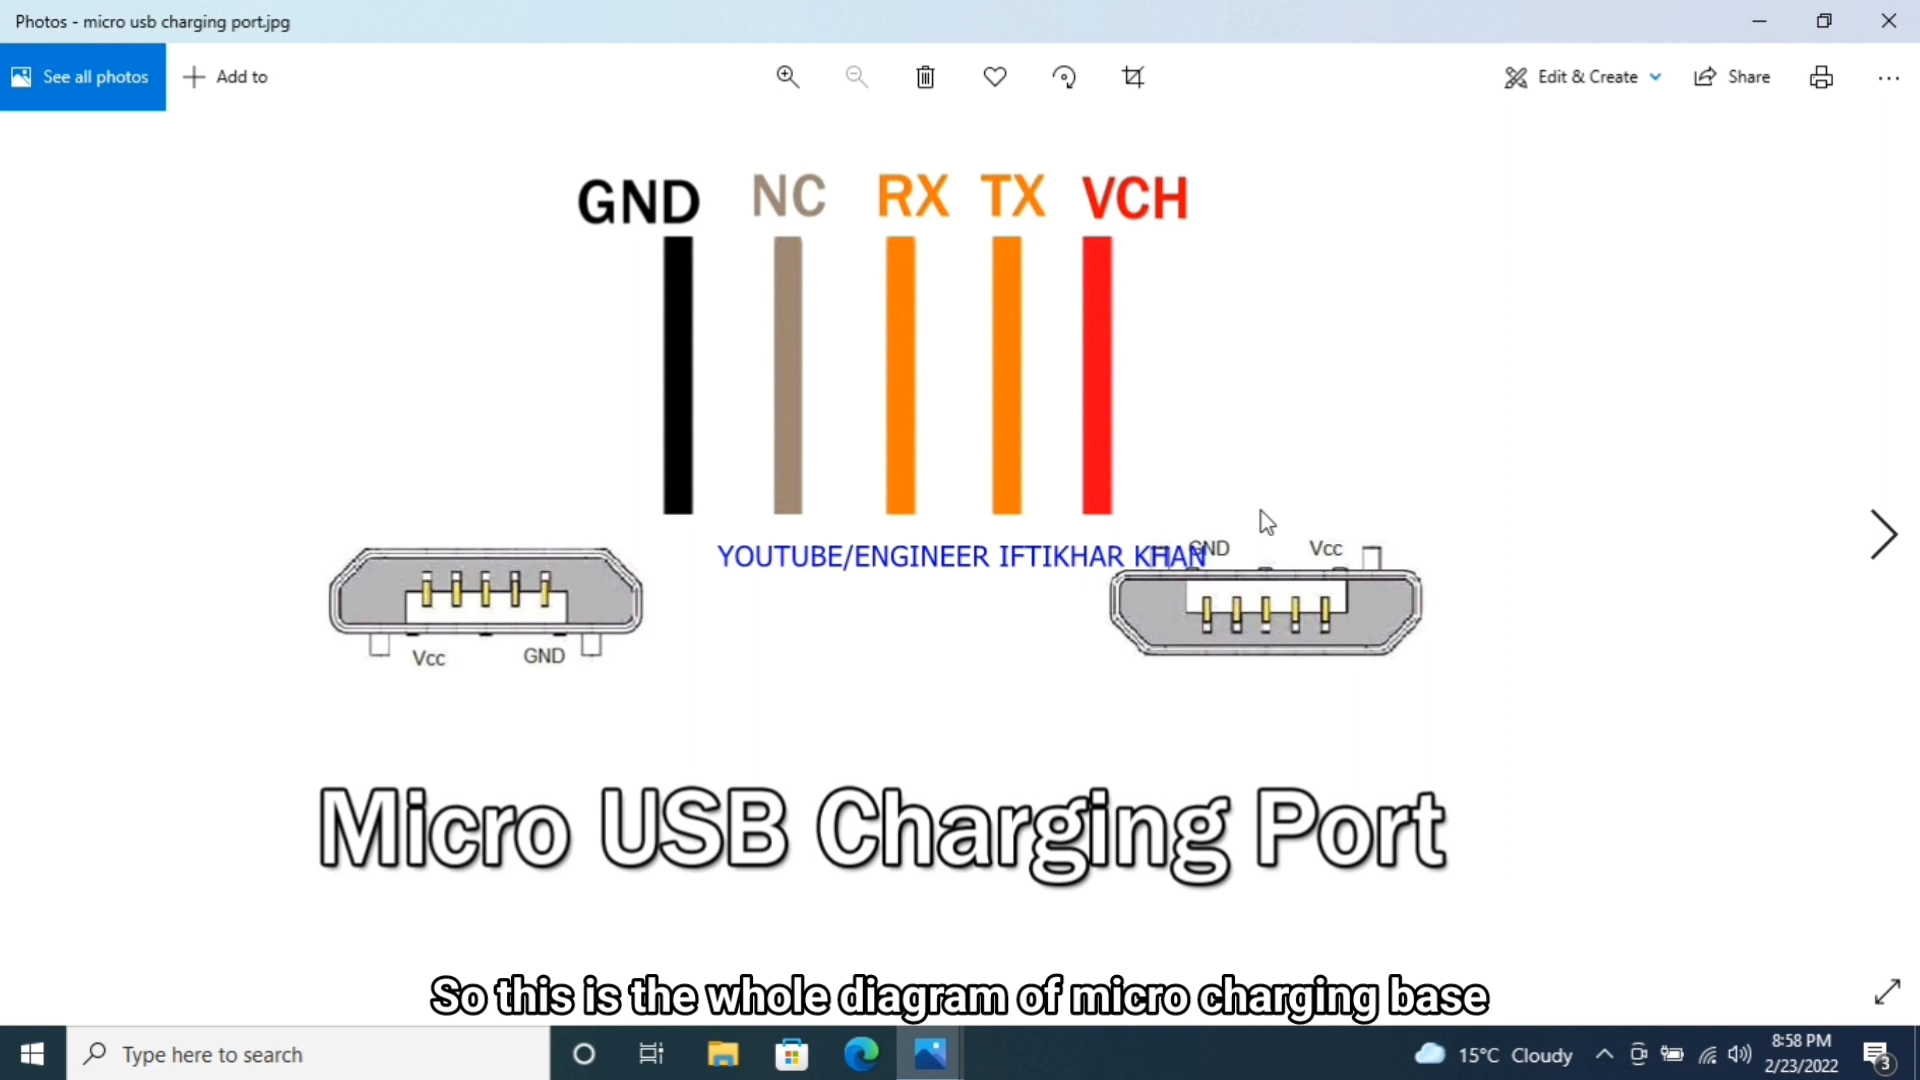 Photos - micro usb charging port.jpg
See all photos
Add to
Edit & Create
Share
GND NC RX TX VCH
YOUTUBE/ENGINEER IFTIKHAR KHAN
GND Vcc
Vcc GND
Micro USB Charging Port
So this is the whole diagram of micro charging base
Type here to search
15°C Cloudy
8:58 PM
2/23/2022
3